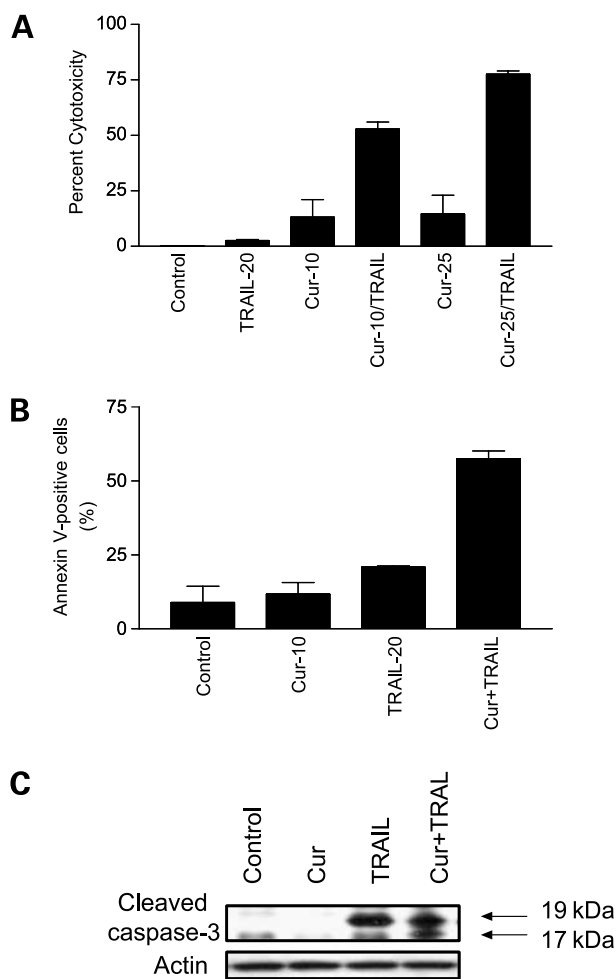 A
Percent Cytotoxicity
100
75
50
25
0
Control
TRAIL-20
Cur-10
Cur-10/TRAIL
Cur-25
Cur-25/TRAIL
B
Annexin V-positive cells
(%)
75
50
25
0
Control
Cur-10
TRAIL-20
Cur+TRAIL
C
Control
Cur
TRAIL
Cur+TRAL
Cleaved
caspase-3
19 kDa
17 kDa
Actin